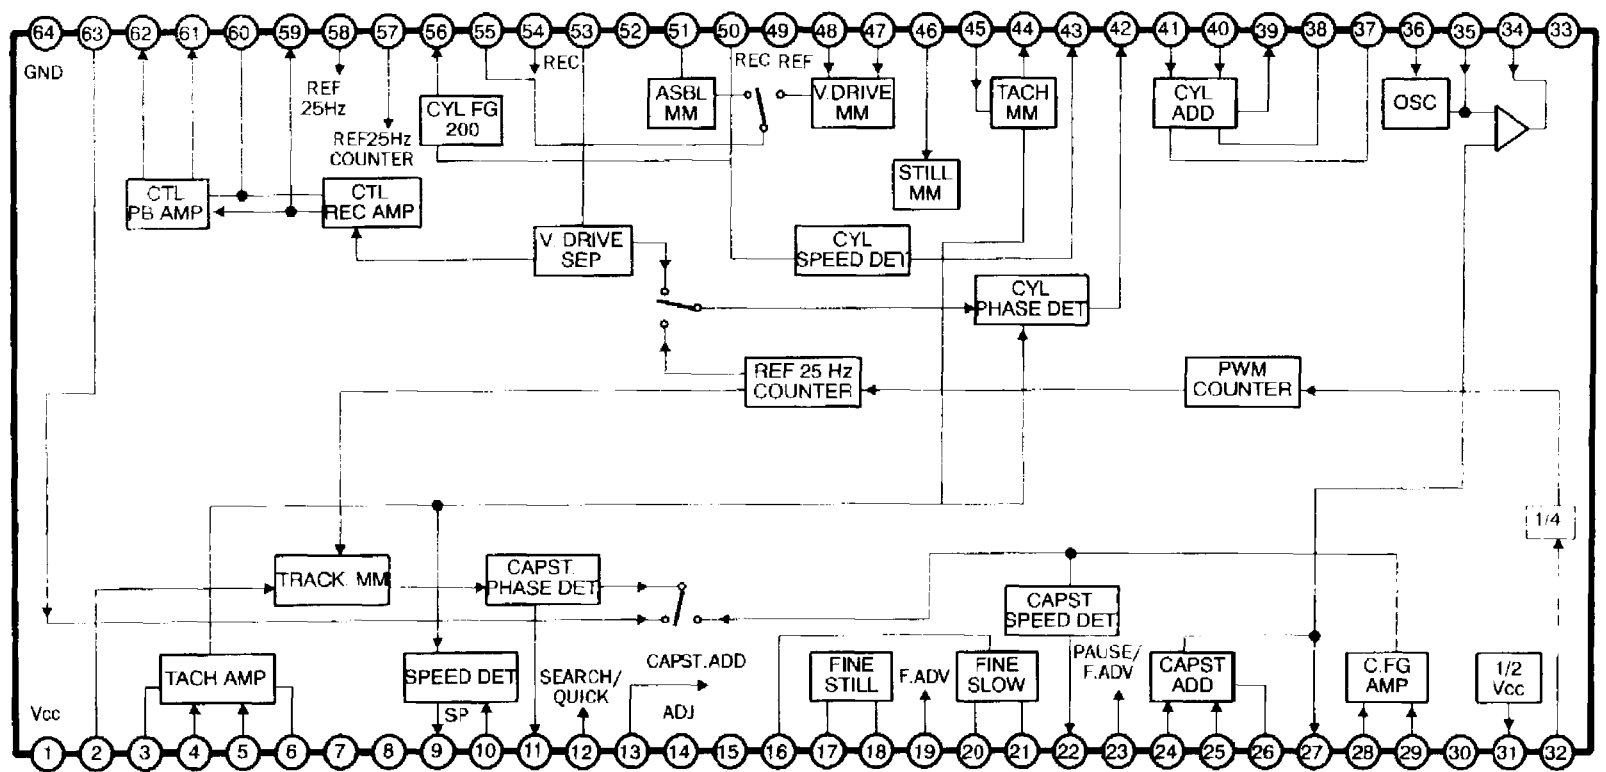 64 63 62 61 60 59 58 57 56 55 54 53 52 51 50 49 48 47 46 45 44 43 42 41 40 39 38 37 36 35 34 33
GND
REF
25Hz
REF25Hz
COUNTER
CYL FG
200
REC
ASBL
MM
REC REF
V.DRIVE
MM
TACH
MM
CYL
ADD
OSC
STILL
MM
CTL
PB AMP
CTL
REC AMP
V. DRIVE
SEP
CYL
SPEED DET
CYL
PHASE DET
REF 25 Hz
COUNTER
PWM
COUNTER
1/4
TRACK. MM
CAPST.
PHASE DET
CAPST
SPEED DET
TACH AMP
SPEED DET
SP
SEARCH/
QUICK
CAPST.ADD
ADJ
FINE
STILL
F.ADV
FINE
SLOW
PAUSE/
F.ADV
CAPST
ADD
C.FG
AMP
1/2
Vcc
Vcc
1 2 3 4 5 6 7 8 9 10 11 12 13 14 15 16 17 18 19 20 21 22 23 24 25 26 27 28 29 30 31 32